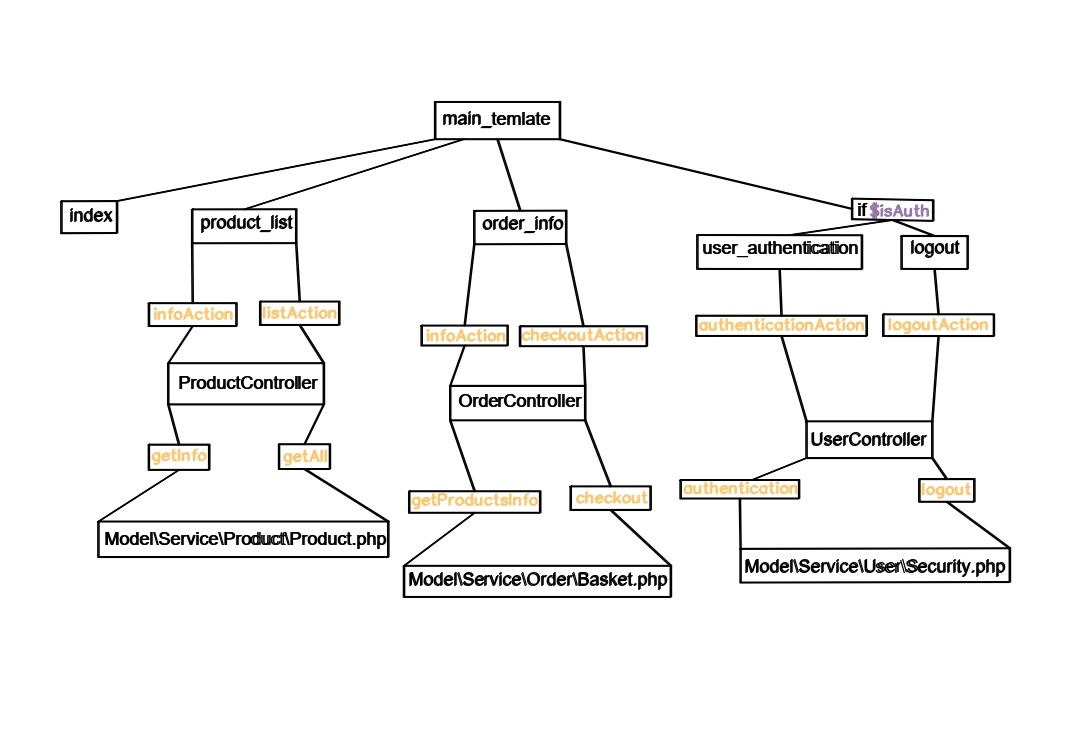 main_temlate
index
product_list
order_info
if $isAuth
user_authentication
logout
infoAction
listAction
infoAction
checkoutAction
authenticationAction
logoutAction
ProductController
OrderController
UserController
getInfo
getAll
getProductsInfo
checkout
authentication
logout
Model\Service\Product\Product.php
Model\Service\Order\Basket.php
Model\Service\User\Security.php